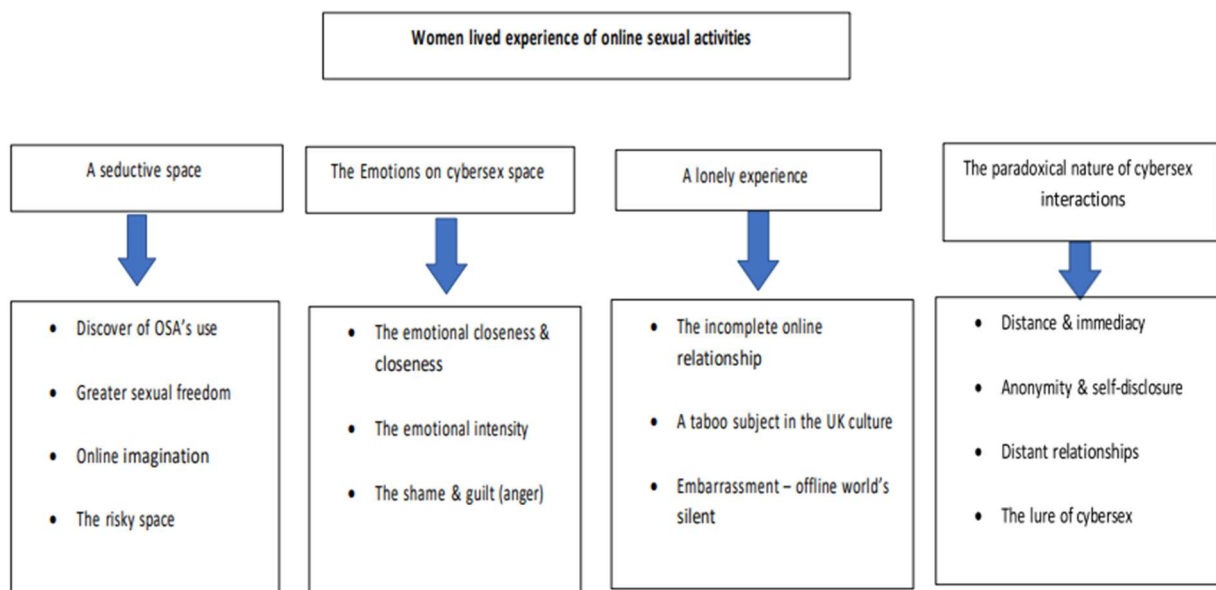 Women lived experience of online sexual activities
A seductive space
The Emotions on cybersex space
A lonely experience
The paradoxical nature of cybersex
interactions
• Discover of OSA's use
• Greater sexual freedom
• Online imagination
• The risky space
• The emotional closeness &
closeness
• The emotional intensity
• The shame & guilt (anger)
• The incomplete online
relationship
• A taboo subject in the UK culture
• Embarrassment – offline world's
silent
• Distance & immediacy
• Anonymity & self-disclosure
• Distant relationships
• The lure of cybersex